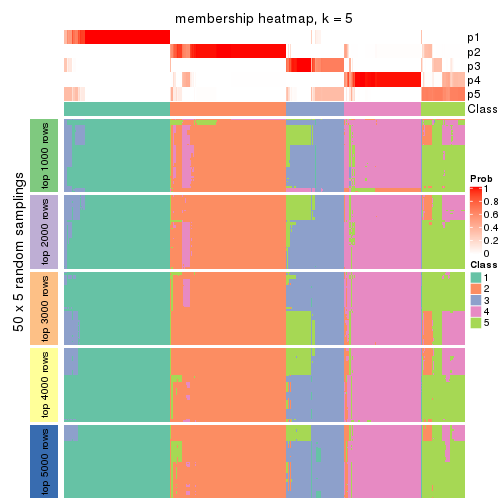 membership heatmap, k = 5
p1
p2
p3
p4
p5
Class
50 x 5 random samplings
top 1000 rows
top 2000 rows
top 3000 rows
top 4000 rows
top 5000 rows
Prob
1
0.8
0.6
0.4
0.2
0
Class
1
2
3
4
5